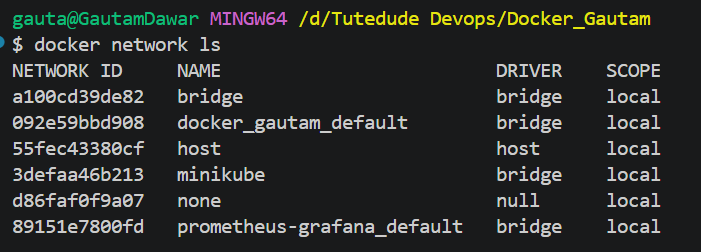 gauta@GautamDawar MINGW64 /d/Tutedude Devops/Docker_Gautam
$ docker network ls
NETWORK ID     NAME                         DRIVER    SCOPE
a100cd39de82   bridge                       bridge    local
092e59bbd908   docker_gautam_default        bridge    local
55fec43380cf   host                         host      local
3defaa46b213   minikube                     bridge    local
d86faf0f9a07   none                         null      local
89151e7800fd   prometheus-grafana_default   bridge    local